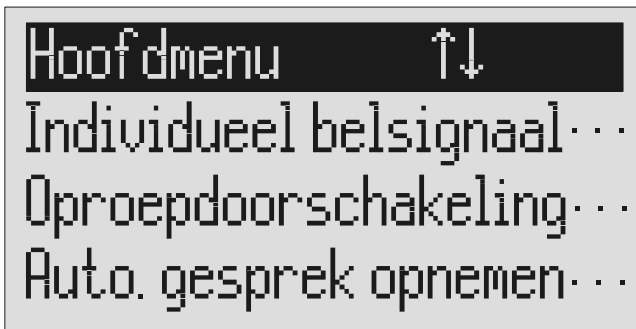 Hoofdmenu ↑↓
Individueel belsignaal···
Oproepdoorschakeling···
Auto. gesprek opnemen···